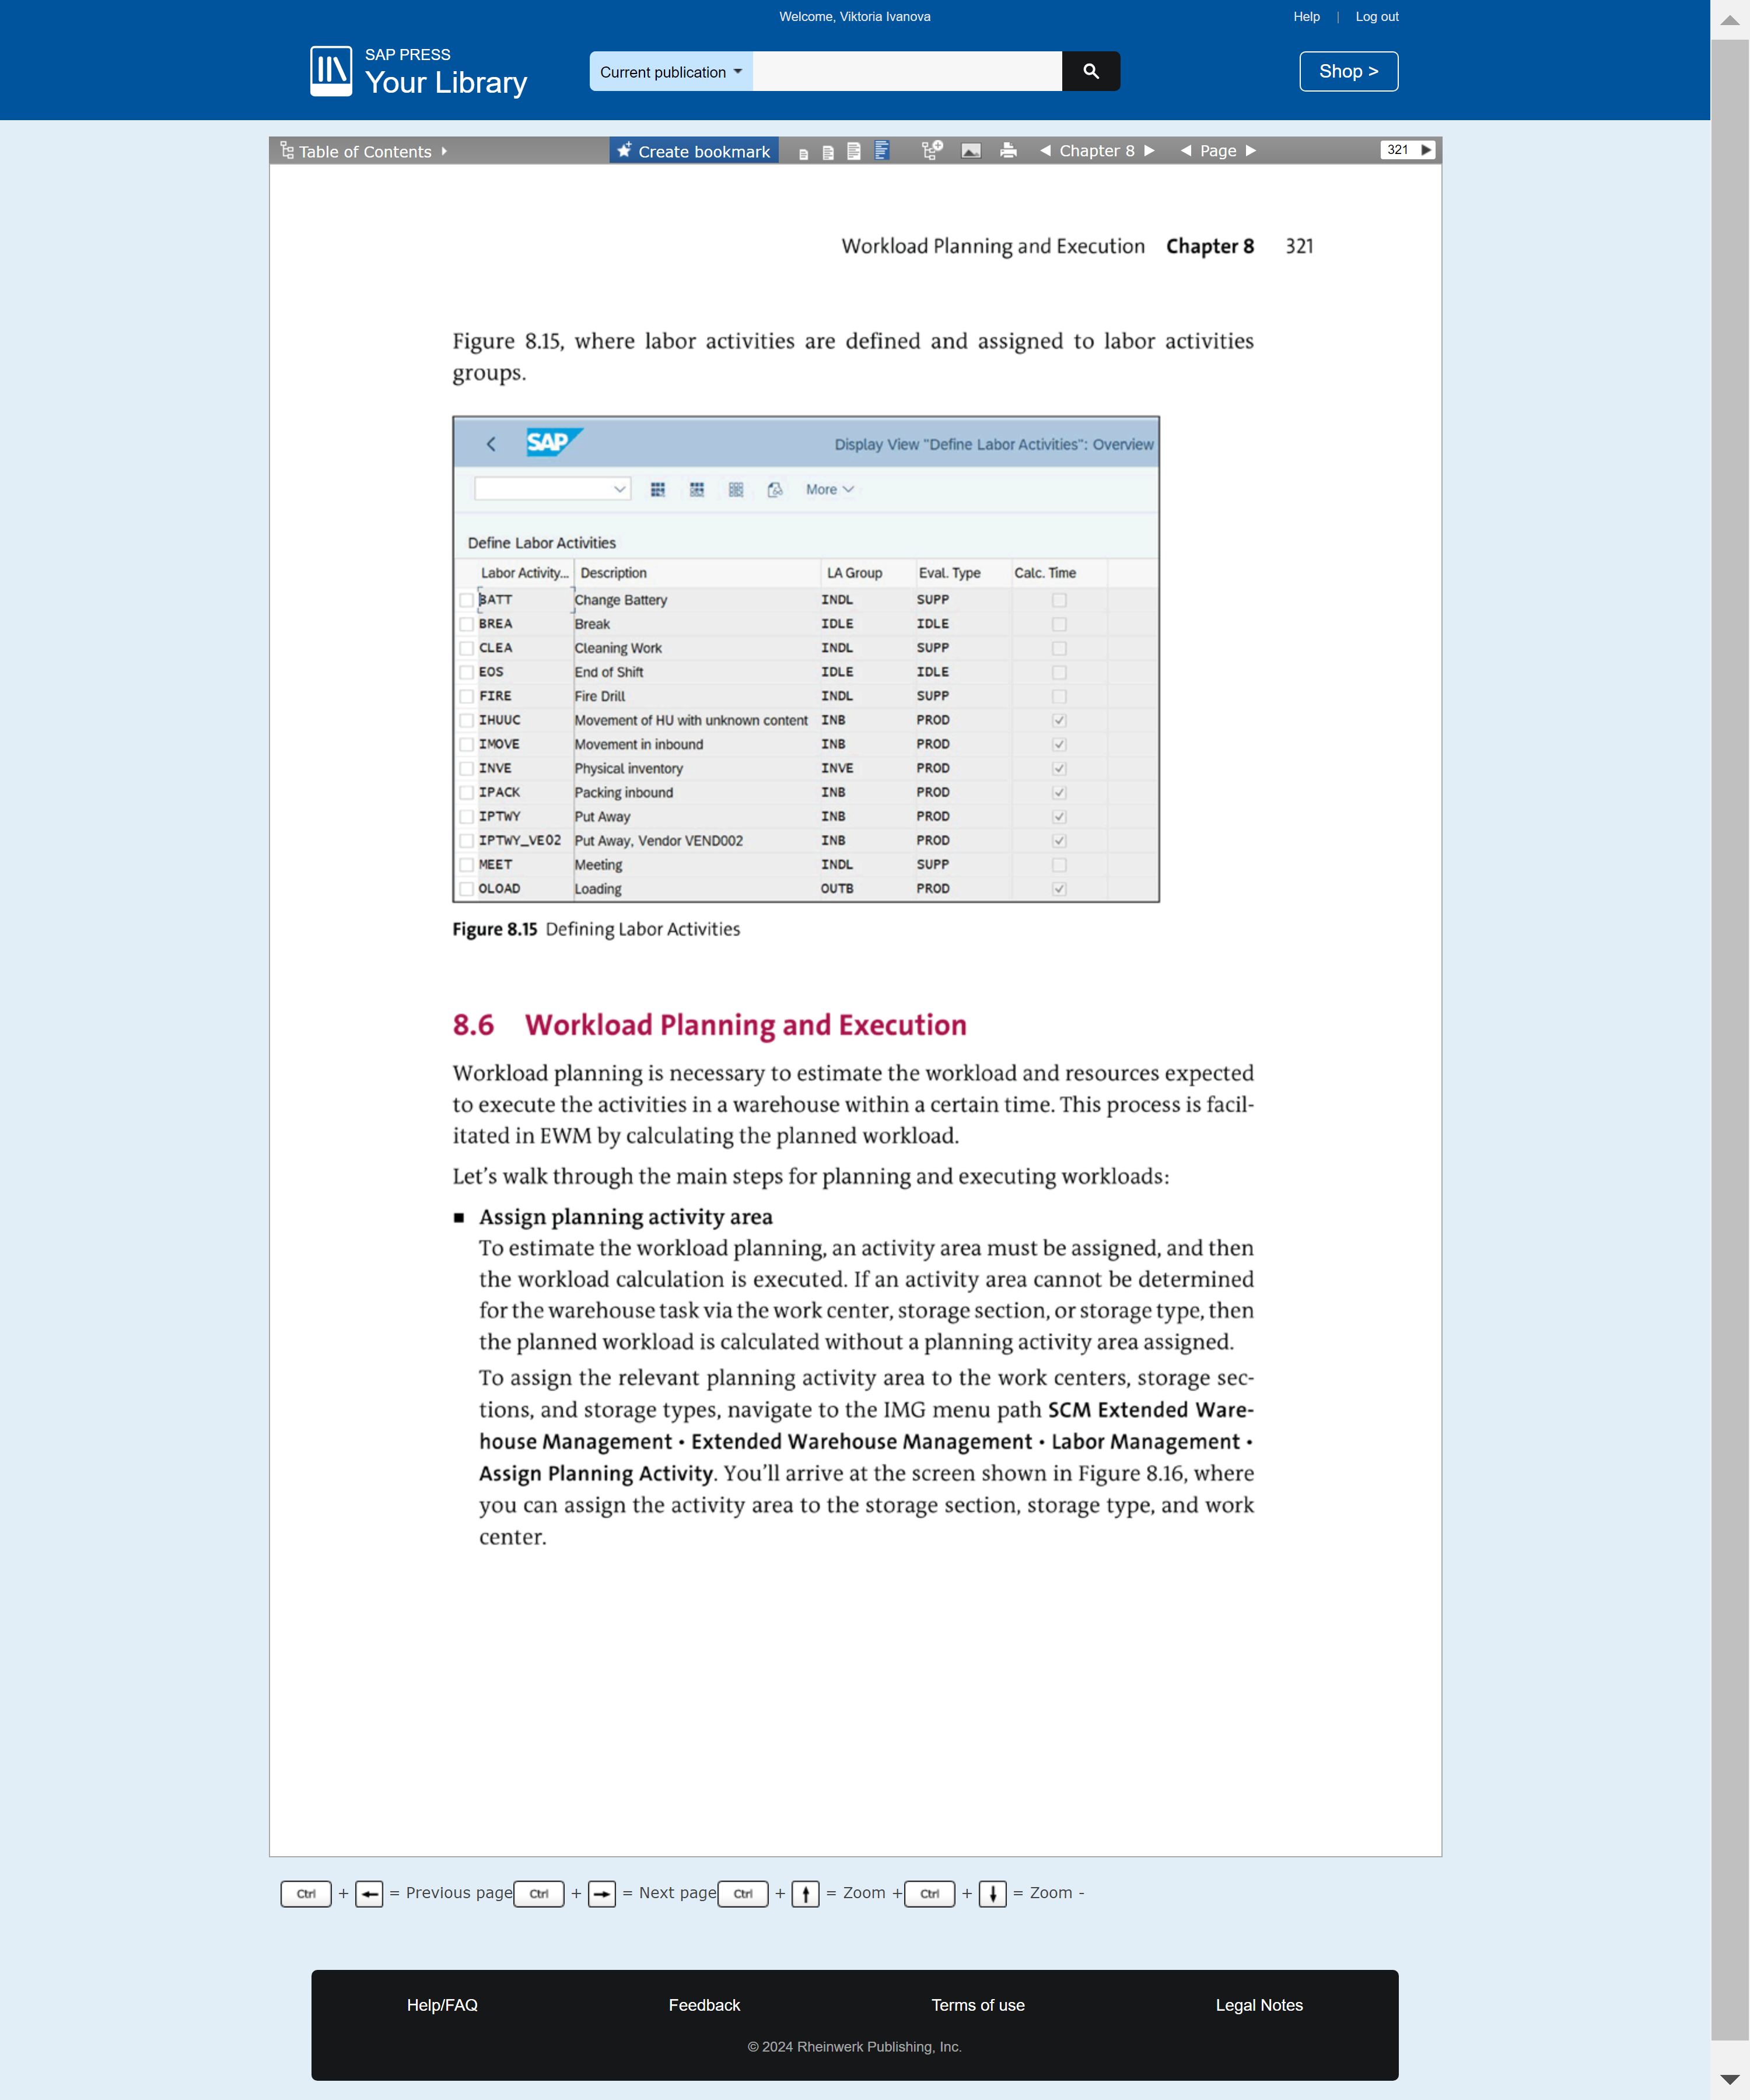 Welcome, Viktoria Ivanova
Help | Log out
SAP PRESS
Your Library
Current publication
Shop >
Table of Contents
Create bookmark
Chapter 8
Page
321
Workload Planning and Execution Chapter 8 321
Figure 8.15, where labor activities are defined and assigned to labor activities
groups.
SAP
Display View "Define Labor Activities": Overview
More
Define Labor Activities
Labor Activity... Description LA Group Eval. Type Calc. Time
BATT Change Battery INDL SUPP
BREA Break IDLE IDLE
CLEA Cleaning Work INDL SUPP
EOS End of Shift IDLE IDLE
FIRE Fire Drill INDL SUPP
IHUUC Movement of HU with unknown content INB PROD
IMOVE Movement in inbound INB PROD
INVE Physical inventory INVE PROD
IPACK Packing inbound INB PROD
IPTWY Put Away INB PROD
IPTWY_VE02 Put Away, Vendor VEND002 INB PROD
MEET Meeting INDL SUPP
OLOAD Loading OUTB PROD
Figure 8.15 Defining Labor Activities
8.6 Workload Planning and Execution
Workload planning is necessary to estimate the workload and resources expected
to execute the activities in a warehouse within a certain time. This process is facil-
itated in EWM by calculating the planned workload.
Let's walk through the main steps for planning and executing workloads:
■ Assign planning activity area
To estimate the workload planning, an activity area must be assigned, and then
the workload calculation is executed. If an activity area cannot be determined
for the warehouse task via the work center, storage section, or storage type, then
the planned workload is calculated without a planning activity area assigned.
To assign the relevant planning activity area to the work centers, storage sec-
tions, and storage types, navigate to the IMG menu path SCM Extended Ware-
house Management • Extended Warehouse Management • Labor Management •
Assign Planning Activity. You'll arrive at the screen shown in Figure 8.16, where
you can assign the activity area to the storage section, storage type, and work
center.
Ctrl + ← = Previous page Ctrl + → = Next page Ctrl + ↑ = Zoom + Ctrl + ↓ = Zoom -
Help/FAQ Feedback Terms of use Legal Notes
© 2024 Rheinwerk Publishing, Inc.